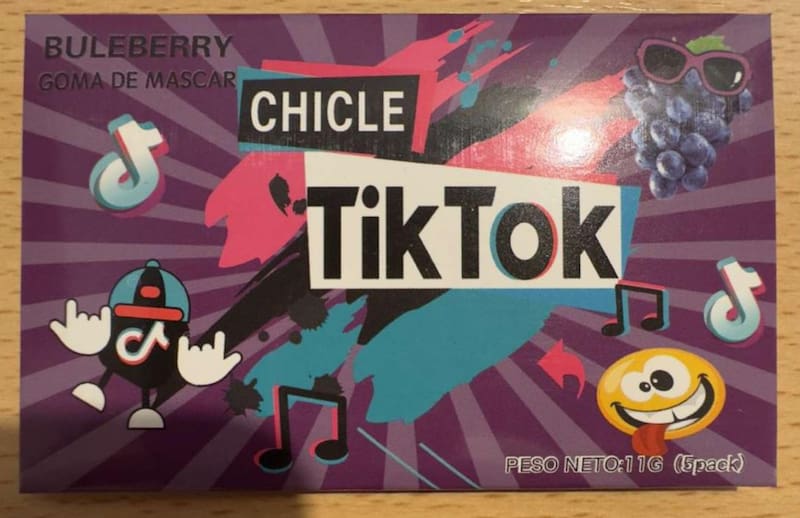 BULEBERRY
GOMA DE MASCAR
CHICLE
TikTok
PESO NETO:11G (5pack)